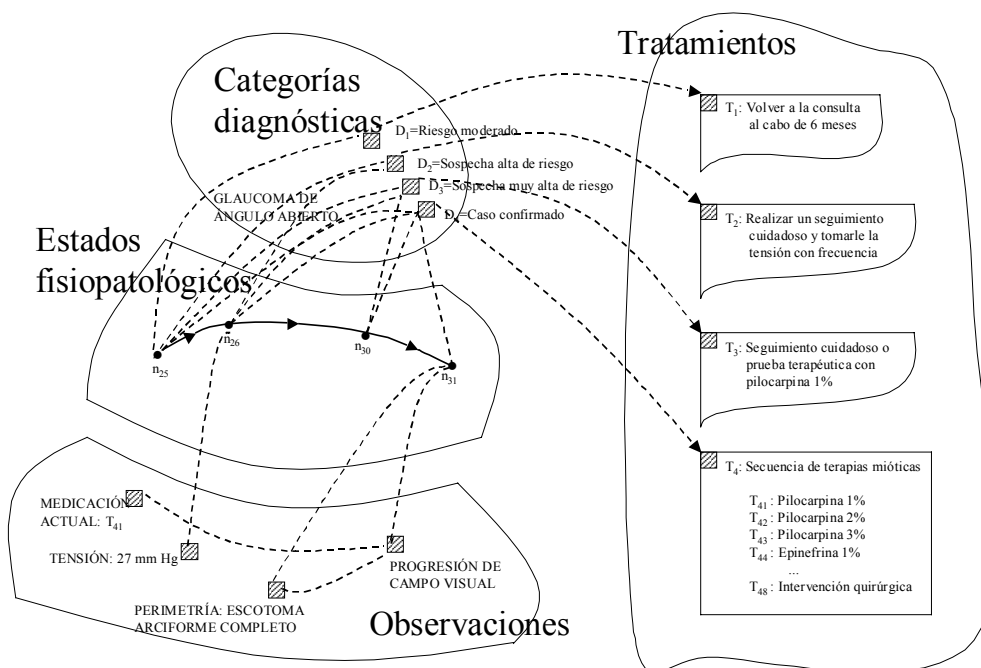 Tratamientos
Categorías
diagnósticas
D₁=Riesgo moderado
D₂=Sospecha alta de riesgo
D₃=Sospecha muy alta de riesgo
GLAUCOMA DE
ÁNGULO ABIERTO
D₄=Caso confirmado
Estados
fisiopatológicos
n₂₅
n₂₆
n₃₀
n₃₁
MEDICACIÓN
ACTUAL: T₄₁
TENSIÓN: 27 mm Hg
PERIMETRÍA: ESCOTOMA
ARCIFORME COMPLETO
PROGRESIÓN DE
CAMPO VISUAL
Observaciones
T₁: Volver a la consulta
al cabo de 6 meses
T₂: Realizar un seguimiento
cuidadoso y tomarle la
tensión con frecuencia
T₃: Seguimiento cuidadoso o
prueba terapéutica con
pilocarpina 1%
T₄: Secuencia de terapias mióticas
T₄₁ : Pilocarpina 1%
T₄₂ : Pilocarpina 2%
T₄₃ : Pilocarpina 3%
T₄₄ : Epinefrina 1%
...
T₄₈ : Intervención quirúrgica